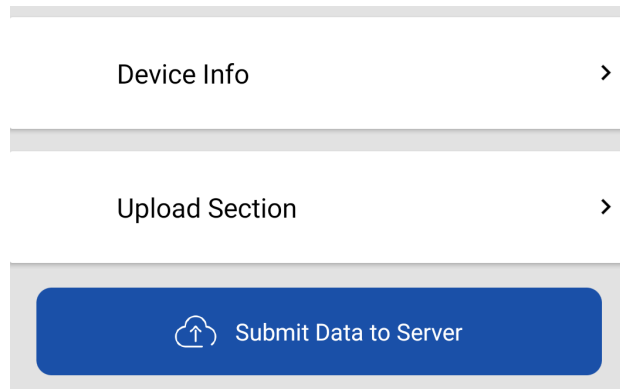 Device Info
Upload Section
Submit Data to Server